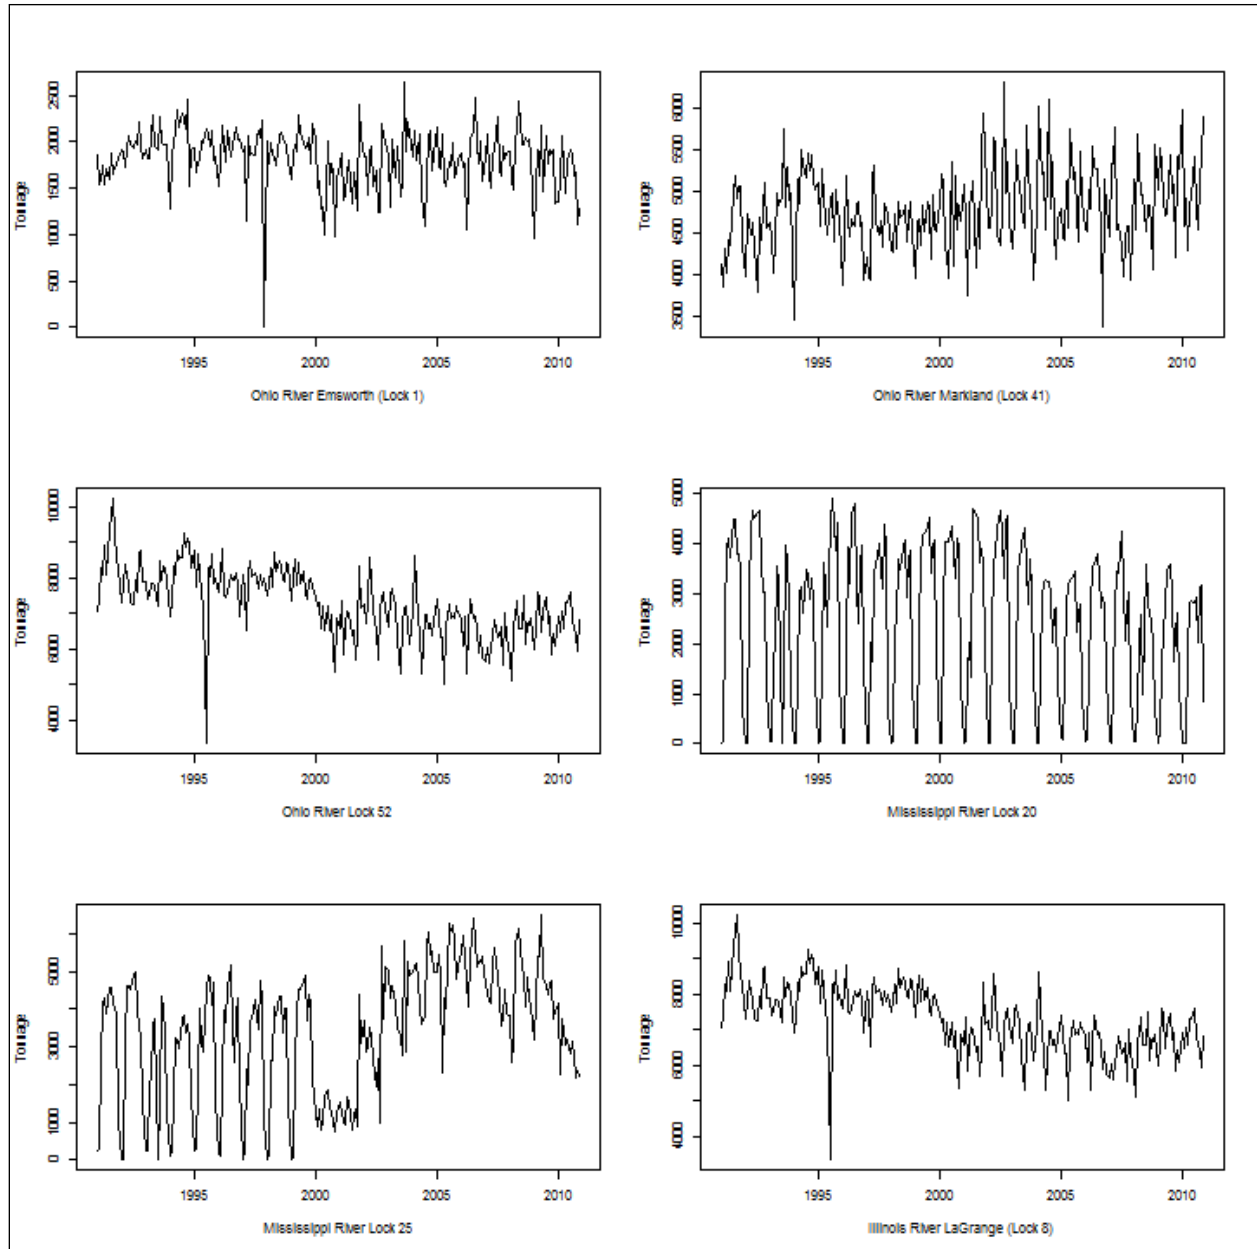 Tonnage
2500
2000
1500
1000
500
0
1995 2000 2005 2010
Ohio River Emsworth (Lock 1)
Tonnage
6000
5500
5000
4500
4000
3500
1995 2000 2005 2010
Ohio River Markland (Lock 41)
Tonnage
10000
8000
6000
4000
1995 2000 2005 2010
Ohio River Lock 52
Tonnage
5000
4000
3000
2000
1000
0
1995 2000 2005 2010
Mississippi River Lock 20
Tonnage
5000
3000
1000
0
1995 2000 2005 2010
Mississippi River Lock 25
Tonnage
10000
8000
6000
4000
1995 2000 2005 2010
Illinois River LaGrange (Lock 8)